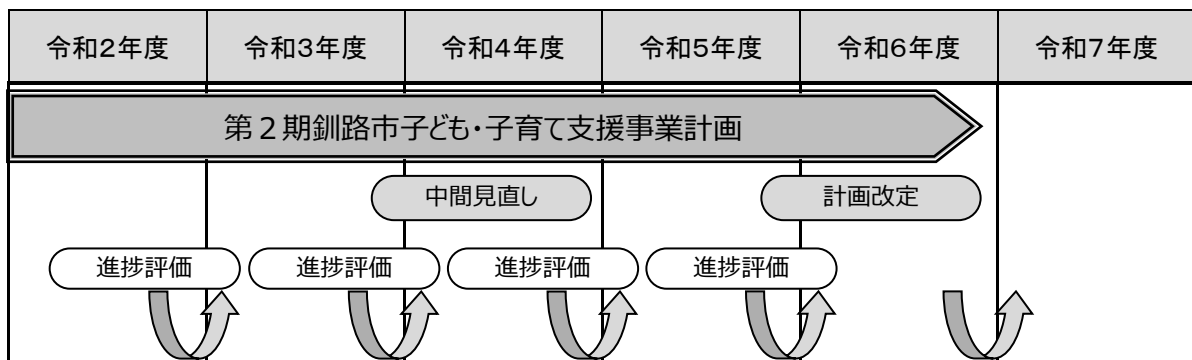 令和2年度 令和3年度 令和4年度 令和5年度 令和6年度 令和7年度
第２期釧路市子ども・子育て支援事業計画
中間見直し 計画改定
進捗評価 進捗評価 進捗評価 進捗評価